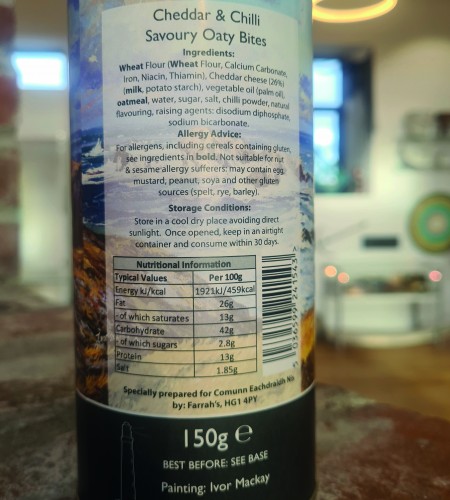 Cheddar & Chilli
Savoury Oaty Bites
Ingredients:
Wheat Flour (Wheat Flour, Calcium Carbonate,
Iron, Niacin, Thiamin), Cheddar cheese (26%)
(milk, potato starch), vegetable oil (palm oil),
oatmeal, water, sugar, salt, chilli powder, natural
flavouring, raising agents: disodium diphosphate,
sodium bicarbonate.
Allergy Advice:
For allergens, including cereals containing gluten,
see ingredients in bold. Not suitable for nut
& sesame allergy sufferers: may contain egg,
mustard, peanut, soya and other gluten
sources (spelt, rye, barley).
Storage Conditions:
Store in a cool dry place avoiding direct
sunlight. Once opened, keep in an airtight
container and consume within 30 days.
Nutritional Information
Typical Values Per 100g
Energy kJ/kcal 1921kJ/459kcal
Fat 26g
- of which saturates 13g
Carbohydrate 42g
- of which sugars 2.8g
Protein 13g
Salt 1.85g
Specially prepared for Comunn Eachdraidh Nis
by: Farrah's, HG1 4PY
150g e
BEST BEFORE: SEE BASE
Painting: Ivor Mackay